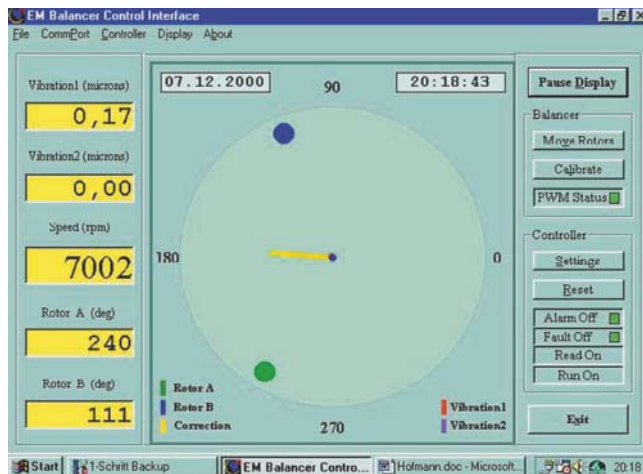 EM Balancer Control Interface
File CommPort Controller Display About
Vibration1 (microns)
0,17
Vibration2 (microns)
0,00
Speed (rpm)
7002
Rotor A (deg)
240
Rotor B (deg)
111
07.12.2000
20:18:43
90
180
0
270
Rotor A
Rotor B
Correction
Vibration1
Vibration2
Pause Display
Balancer
Move Rotors
Calibrate
PWM Status
Controller
Settings
Reset
Alarm Off
Fault Off
Read On
Run On
Exit
Start
1-Schritt Backup
EM Balancer Contro...
Hofmann.doc - Microsoft...
20:18